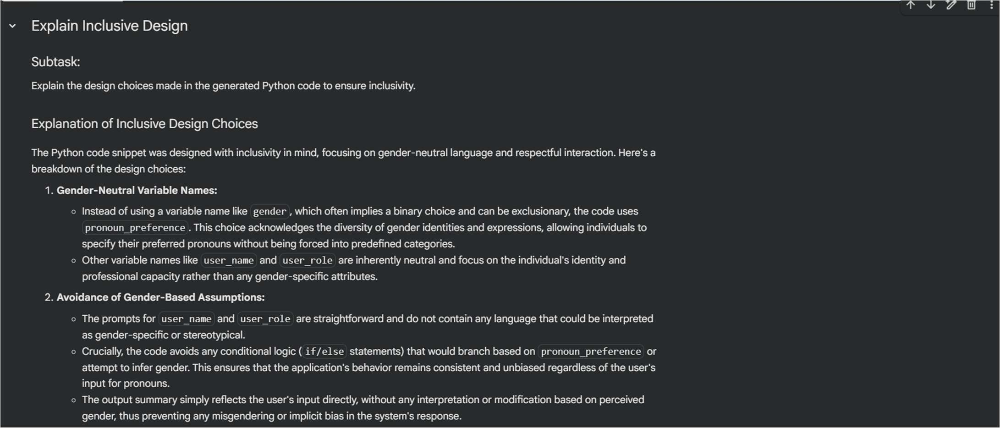 Explain Inclusive Design
Subtask:
Explain the design choices made in the generated Python code to ensure inclusivity.
Explanation of Inclusive Design Choices
The Python code snippet was designed with inclusivity in mind, focusing on gender-neutral language and respectful interaction. Here's a
breakdown of the design choices:
1. Gender-Neutral Variable Names:
◦ Instead of using a variable name like gender, which often implies a binary choice and can be exclusionary, the code uses
pronoun_preference. This choice acknowledges the diversity of gender identities and expressions, allowing individuals to
specify their preferred pronouns without being forced into predefined categories.
◦ Other variable names like user_name and user_role are inherently neutral and focus on the individual's identity and
professional capacity rather than any gender-specific attributes.
2. Avoidance of Gender-Based Assumptions:
◦ The prompts for user_name and user_role are straightforward and do not contain any language that could be interpreted
as gender-specific or stereotypical.
◦ Crucially, the code avoids any conditional logic (if/else statements) that would branch based on pronoun_preference or
attempt to infer gender. This ensures that the application's behavior remains consistent and unbiased regardless of the user's
input for pronouns.
◦ The output summary simply reflects the user's input directly, without any interpretation or modification based on perceived
gender, thus preventing any misgendering or implicit bias in the system's response.